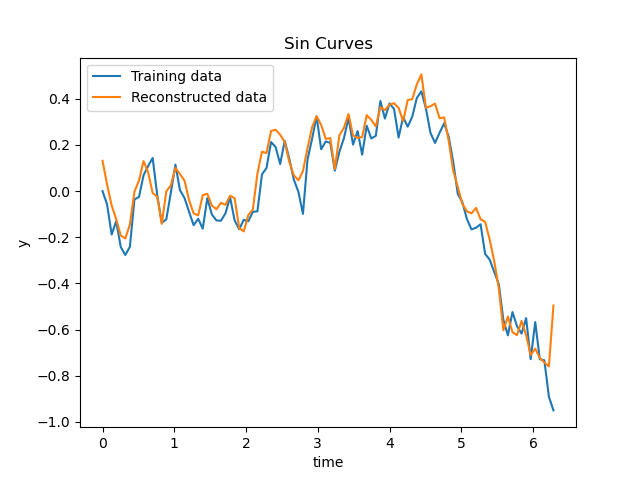 Sin Curves
Training data
Reconstructed data
0.4
0.2
0.0
−0.2
−0.4
−0.6
−0.8
−1.0
y
0 1 2 3 4 5 6
time